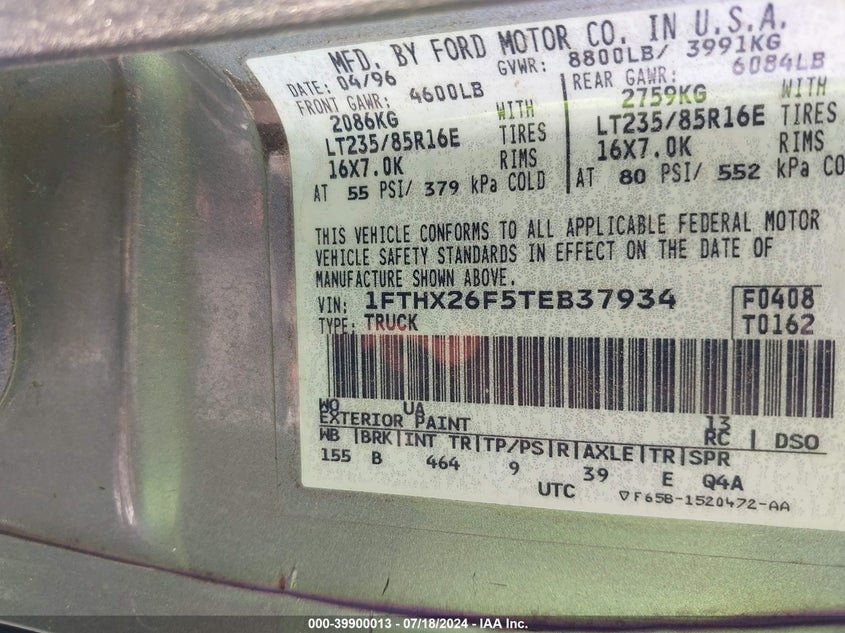 MFD. BY FORD MOTOR CO. IN U.S.A.
DATE: 04/96 GVWR: 8800LB/ 3991KG
FRONT GAWR: 4600LB REAR GAWR: 6084LB
2086KG WITH 2759KG WITH
LT235/85R16E TIRES LT235/85R16E TIRES
16X7.0K RIMS 16X7.0K RIMS
AT 55 PSI/ 379 kPa COLD AT 80 PSI/ 552 kPa CO
THIS VEHICLE CONFORMS TO ALL APPLICABLE FEDERAL MOTOR
VEHICLE SAFETY STANDARDS IN EFFECT ON THE DATE OF
MANUFACTURE SHOWN ABOVE.
VIN: 1FTHX26F5TEB37934 F0408
TYPE: TRUCK T0162
WO UA 13
EXTERIOR PAINT RC DSO
WB BRK INT TR TP/PS R AXLE TR SPR
155 B 464 9 39 E Q4A
UTC ▽F65B-1520472-AA
000-39900013 - 07/18/2024 - IAA Inc.